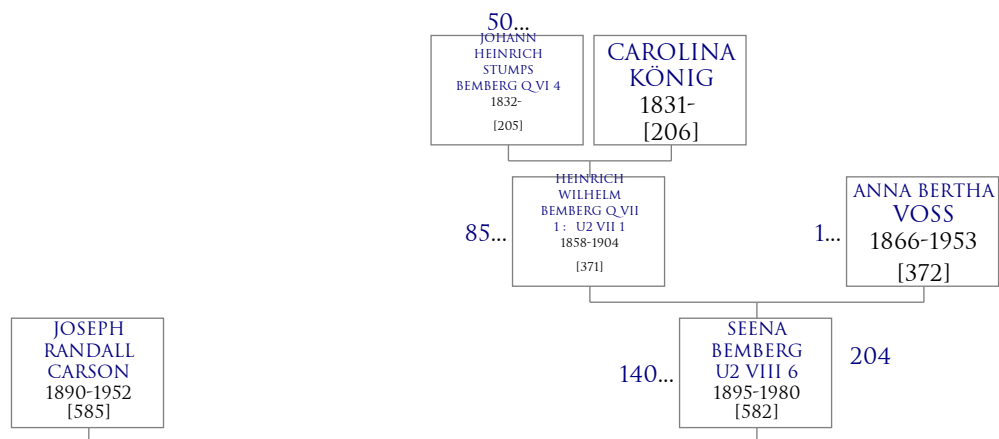 50...
JOHANN
HEINRICH
STUMPS
BEMBERG Q VI 4
1832-
[205]
CAROLINA
KÖNIG
1831-
[206]
85...
HEINRICH
WILHELM
BEMBERG Q VII
1 : U2 VII 1
1858-1904
[371]
1...
ANNA BERTHA
VOSS
1866-1953
[372]
JOSEPH
RANDALL
CARSON
1890-1952
[585]
140...
SEENA
BEMBERG
U2 VIII 6
1895-1980
[582]
204